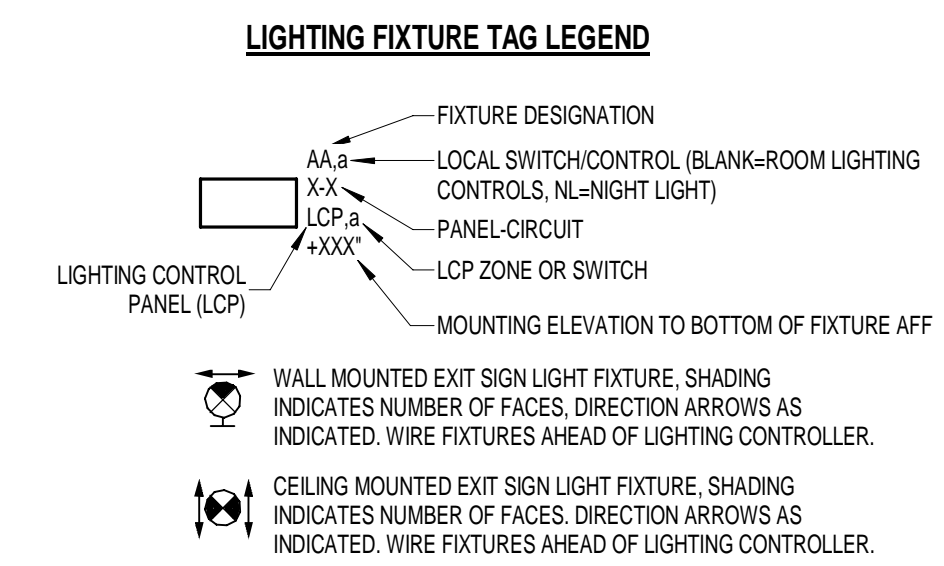 LIGHTING FIXTURE TAG LEGEND
FIXTURE DESIGNATION
AA,a
LOCAL SWITCH/CONTROL (BLANK=ROOM LIGHTING
CONTROLS, NL=NIGHT LIGHT)
X-X
PANEL-CIRCUIT
LCP,a
LCP ZONE OR SWITCH
+XXX"
MOUNTING ELEVATION TO BOTTOM OF FIXTURE AFF
LIGHTING CONTROL
PANEL (LCP)
WALL MOUNTED EXIT SIGN LIGHT FIXTURE, SHADING
INDICATES NUMBER OF FACES, DIRECTION ARROWS AS
INDICATED. WIRE FIXTURES AHEAD OF LIGHTING CONTROLLER.
CEILING MOUNTED EXIT SIGN LIGHT FIXTURE, SHADING
INDICATES NUMBER OF FACES. DIRECTION ARROWS AS
INDICATED. WIRE FIXTURES AHEAD OF LIGHTING CONTROLLER.